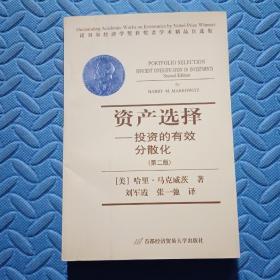 Outstanding Academic Works on Economics by Nobel Prize Winners
诺贝尔经济学奖获奖者学术精品自选集
PORTFOLIO SELECTION
EFFICIENT DIVERSIFICATION OF INVESTMENTS
Second Edition
by
HARRY M. MARKOWITZ
资产选择
——投资的有效
分散化
(第二版)
[美] 哈里·马克威茨 著
刘军霞 张一弛 译
首都经济贸易大学出版社